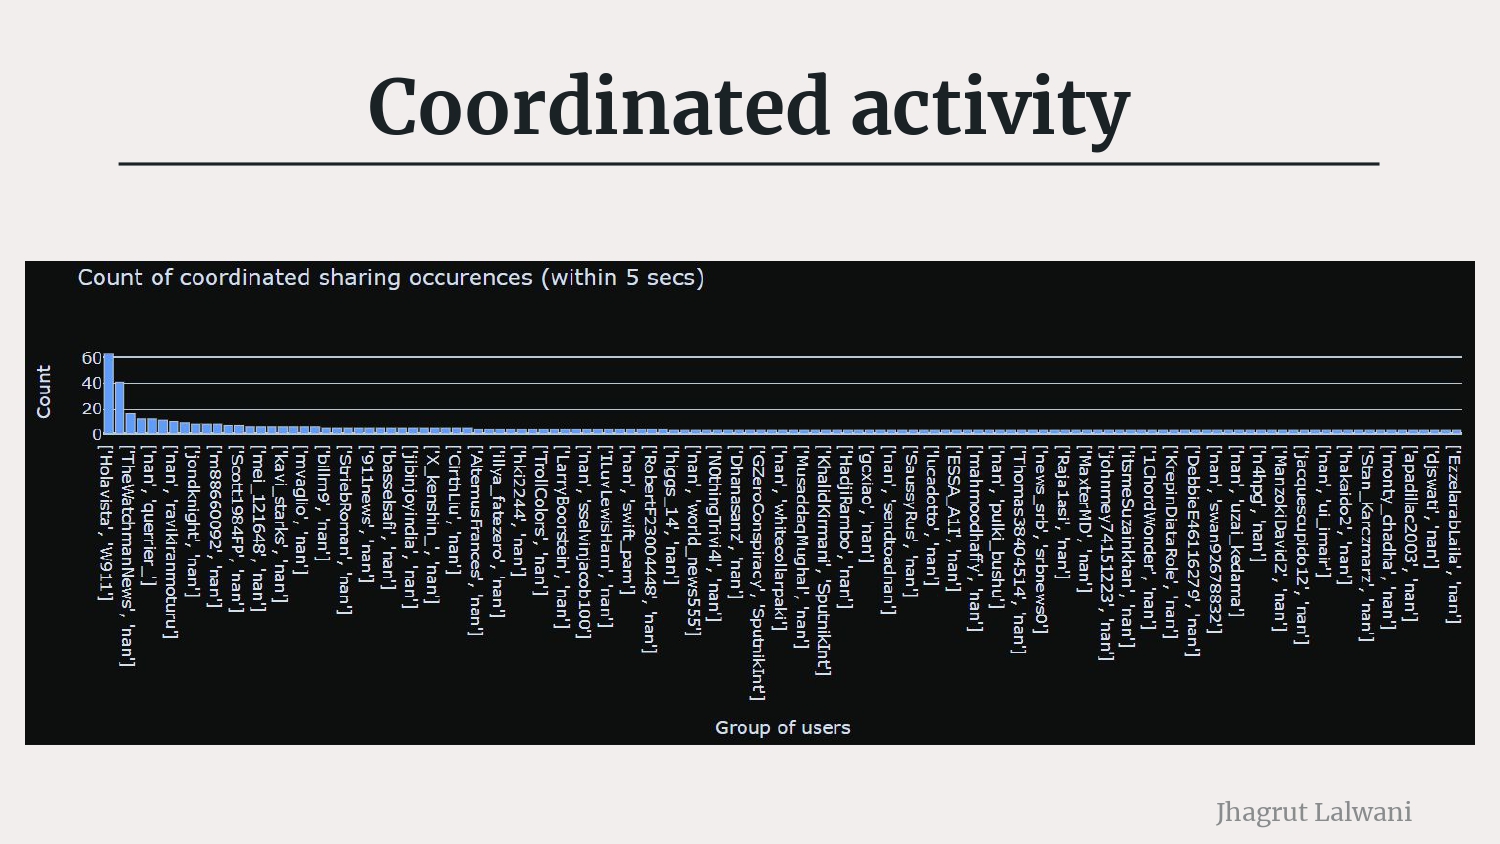 Coordinated activity
Count of coordinated sharing occurences (within 5 secs)
Count
60
40
20
0
['Holavista', 'W911']
['TheWatchmanNews', 'nan']
['nan', 'querrier_.']
['nan', 'ravikiranmoturu']
['jondknight', 'nan']
['m88660092', 'nan']
['Scott1984FP', 'nan']
['mei_121648', 'nan']
['kavi_starks', 'nan']
['mvaglio', 'nan']
['billm9', 'nan']
['StriebRoman', 'nan']
['911news', 'nan']
['basselsaf', 'nan']
['jibinjoyindia', 'nan']
['X_kenshin_', 'nan']
['CirthLiu', 'nan']
['AltemusFrances', 'nan']
['illya_fatezero', 'nan']
['hki2244', 'nan']
['TrollColors', 'nan']
['LarryBoorstein', 'nan']
['nan', 'sselvinjacob100']
['ILuvLewisHam', 'nan']
['nan', 'swift_pam']
['RobertF23004448', 'nan']
['higgs_14', 'nan']
['nan', 'world_news555']
['N0thingTrivi4l', 'nan']
['Dhanasanz', 'nan']
['GZeroConspiracy', 'SputnikInt']
['nan', 'whitecollarpaki']
['MusaddaqMughal', 'nan']
['KhalidKirmani', 'SputnikInt']
['HadjiRambo', 'nan']
['gcxiao', 'nan']
['nan', 'sendtoadnan']
['SaussyRus', 'nan']
['lucadotto', 'nan']
['ESSA_A1I', 'nan']
['mahmoodhaffy', 'nan']
['nan', 'pulki_bushu']
['Thomas38404514', 'nan']
['news_srb', 'srbnews0']
['Raja1asi', 'nan']
['MaxterMD', 'nan']
['johnmey74151223', 'nan']
['itsmeSuzainkhan', 'nan']
['1ChordWonder', 'nan']
['KrepinDiataRole', 'nan']
['DebbieE46116279', 'nan']
['nan', 'swan92678832']
['nan', 'uzai_kedama']
['n4hpg', 'nan']
['ManzokiDavid2', 'nan']
['jacquescupido12', 'nan']
['nan', 'ui_imair']
['hakaido2', 'nan']
['Stan_Karczmarz', 'nan']
['monty_chadha', 'nan']
['apadillac2003', 'nan']
['djswati', 'nan']
['EzzelarabLaila', 'nan']
Group of users
Jhagrut Lalwani